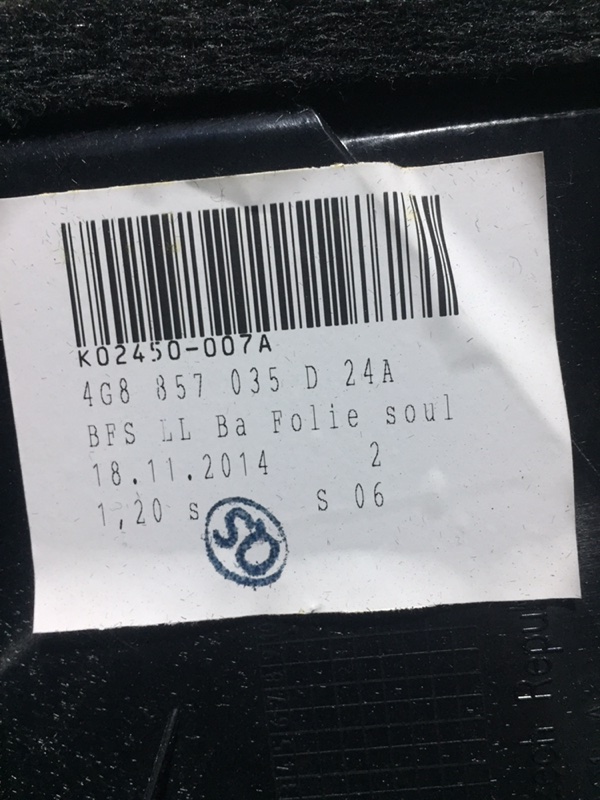 K02450-007A
4G8 857 035 D 24A
BFS LL Ba Folie soul
18.11.2014 2
1,20 s S 06